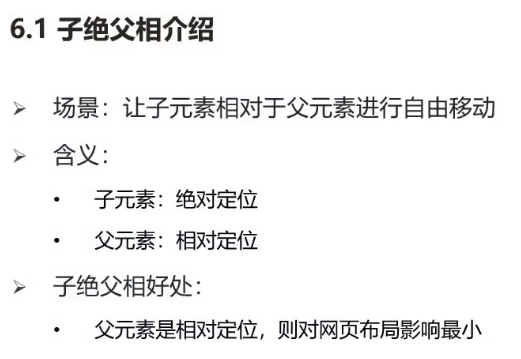 6.1 子绝父相介绍
➢ 场景：让子元素相对于父元素进行自由移动
➢ 含义：
• 子元素：绝对定位
• 父元素：相对定位
➢ 子绝父相好处：
• 父元素是相对定位，则对网页布局影响最小